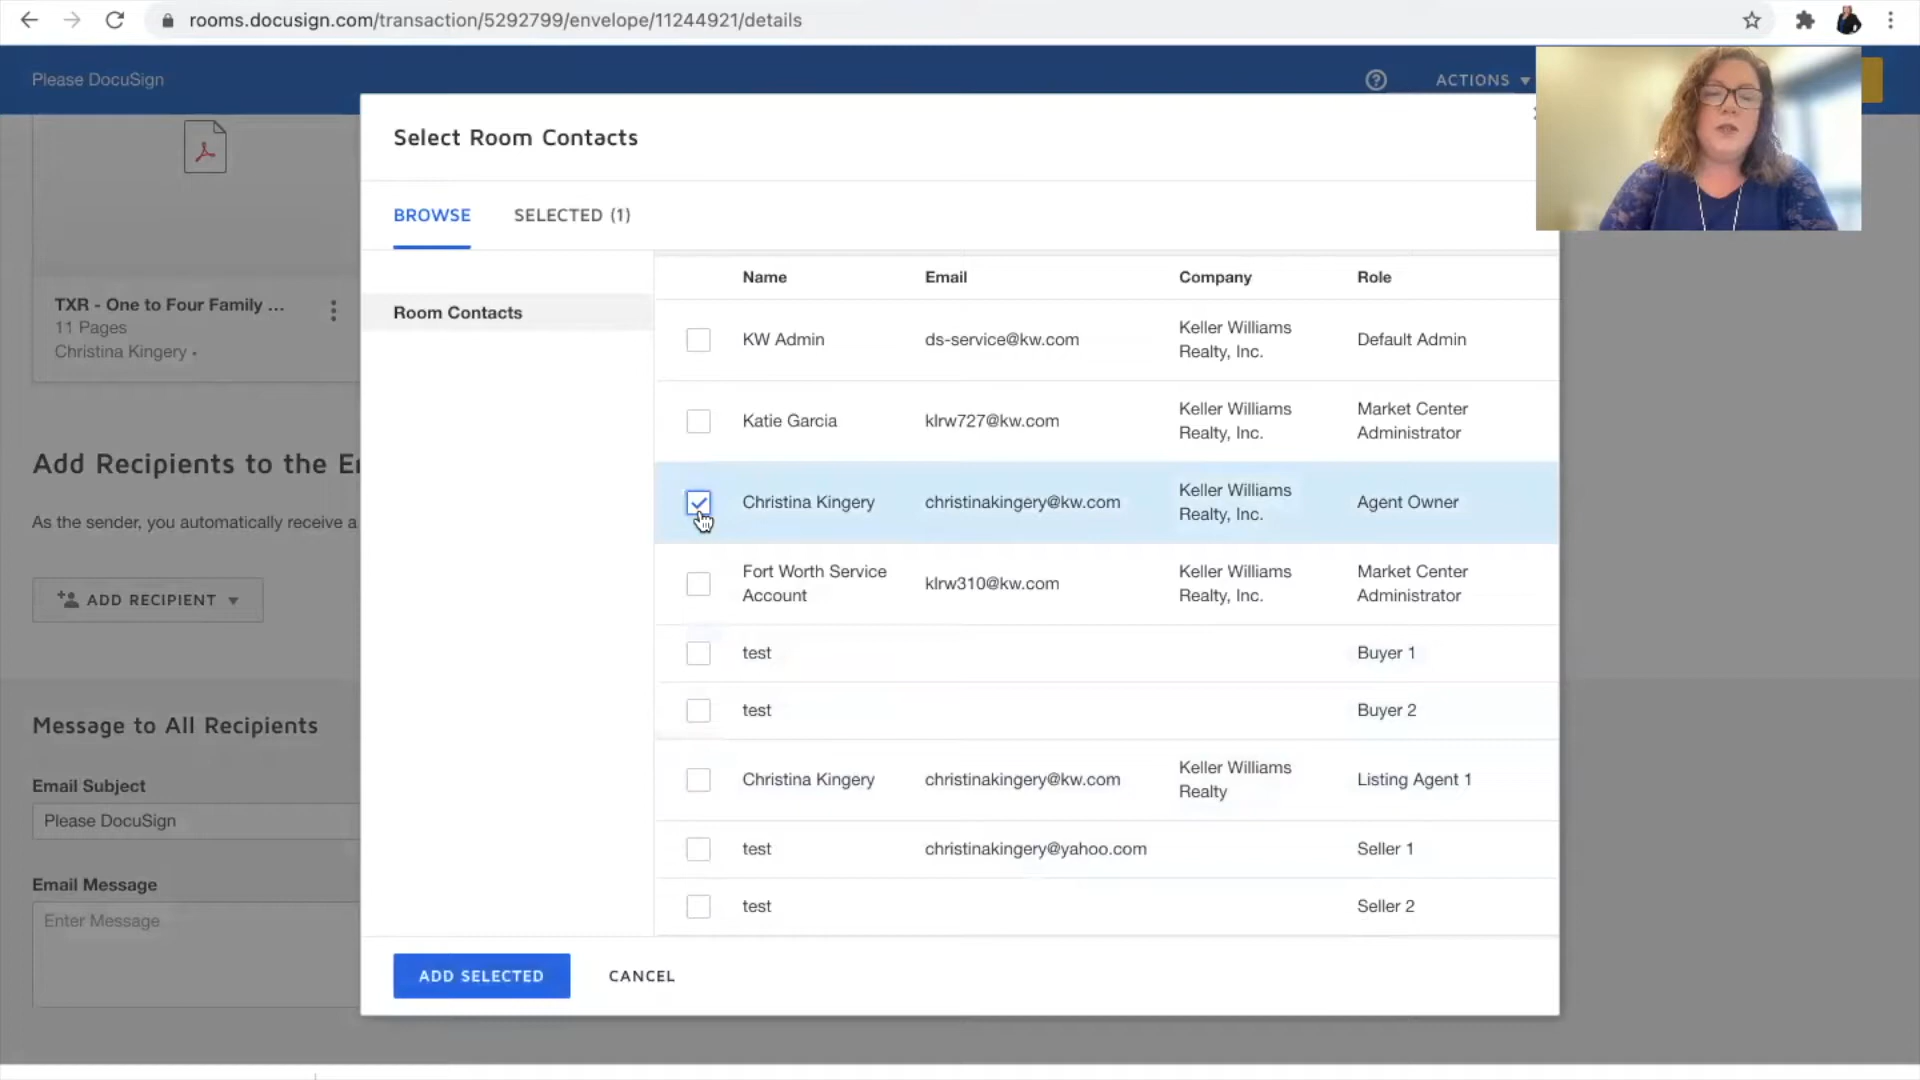 rooms.docusign.com/transaction/5292799/envelope/11244921/details
Please DocuSign
ACTIONS
Select Room Contacts
BROWSE
SELECTED (1)
Room Contacts
Name Email Company Role
KW Admin ds-service@kw.com Keller Williams Default Admin
Realty, Inc.
Katie Garcia klrw727@kw.com Keller Williams Market Center
Realty, Inc. Administrator
Christina Kingery christinakingery@kw.com Keller Williams Agent Owner
Realty, Inc.
Fort Worth Service klrw310@kw.com Keller Williams Market Center
Account Realty, Inc. Administrator
test Buyer 1
test Buyer 2
Christina Kingery christinakingery@kw.com Keller Williams Listing Agent 1
Realty
test christinakingery@yahoo.com Seller 1
test Seller 2
ADD SELECTED
CANCEL
TXR - One to Four Family ...
11 Pages
Christina Kingery •
Add Recipients to the
As the sender, you automatically receive a
ADD RECIPIENT
Message to All Recipients
Email Subject
Please DocuSign
Email Message
Enter Message